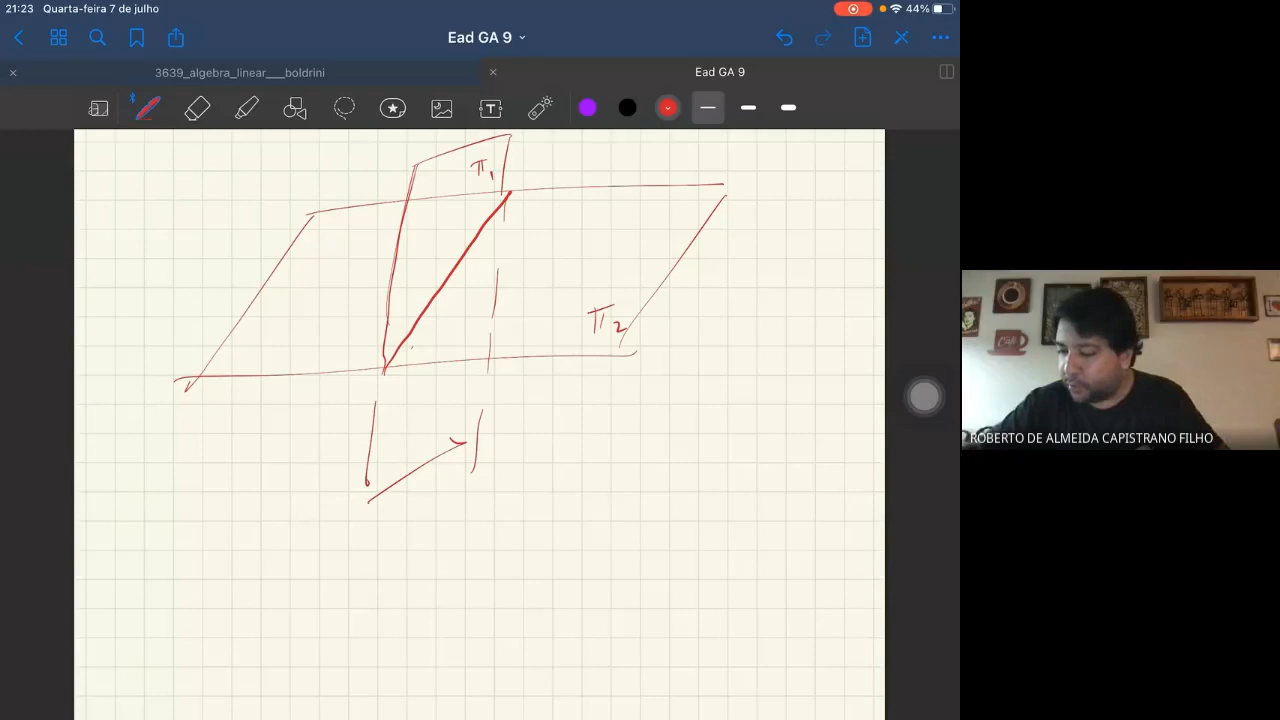 21:23 Quarta-feira 7 de julho
44%
Ead GA 9
3639_algebra_linear___boldrini
Ead GA 9
T
π₁
π₂
Café
ROBERTO DE ALMEIDA CAPISTRANO FILHO